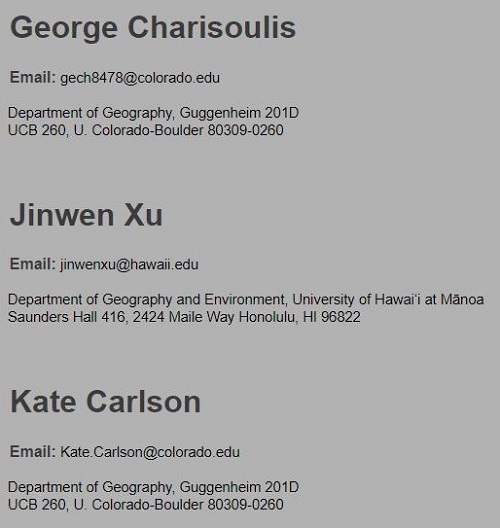 George Charisoulis
Email: gech8478@colorado.edu
Department of Geography, Guggenheim 201D
UCB 260, U. Colorado-Boulder 80309-0260
Jinwen Xu
Email: jinwenxu@hawaii.edu
Department of Geography and Environment, University of Hawaiʻi at Mānoa
Saunders Hall 416, 2424 Maile Way Honolulu, HI 96822
Kate Carlson
Email: Kate.Carlson@colorado.edu
Department of Geography, Guggenheim 201D
UCB 260, U. Colorado-Boulder 80309-0260